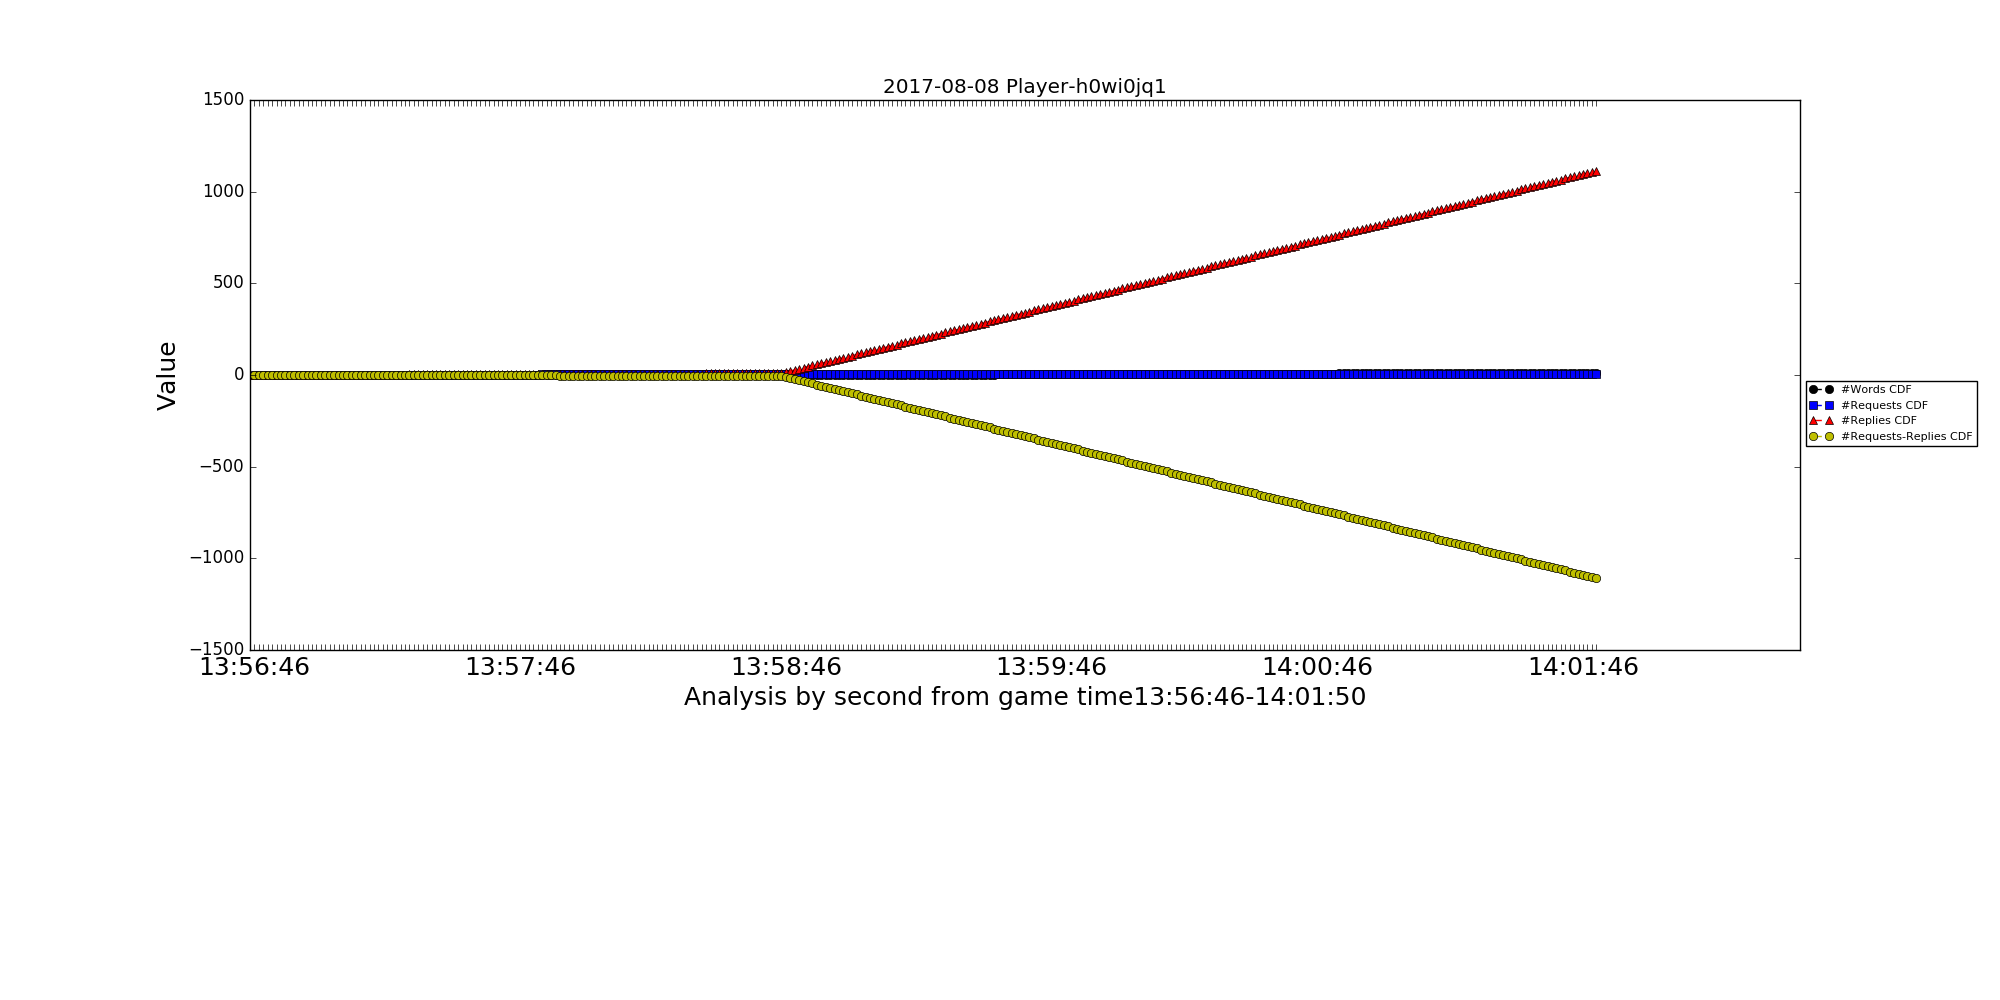 2017-08-08 Player-h0wi0jq1
1500
1000
500
0
−500
−1000
−1500
Value
13:56:46 13:57:46 13:58:46 13:59:46 14:00:46 14:01:46
Analysis by second from game time13:56:46-14:01:50
#Words CDF
#Requests CDF
#Replies CDF
#Requests-Replies CDF